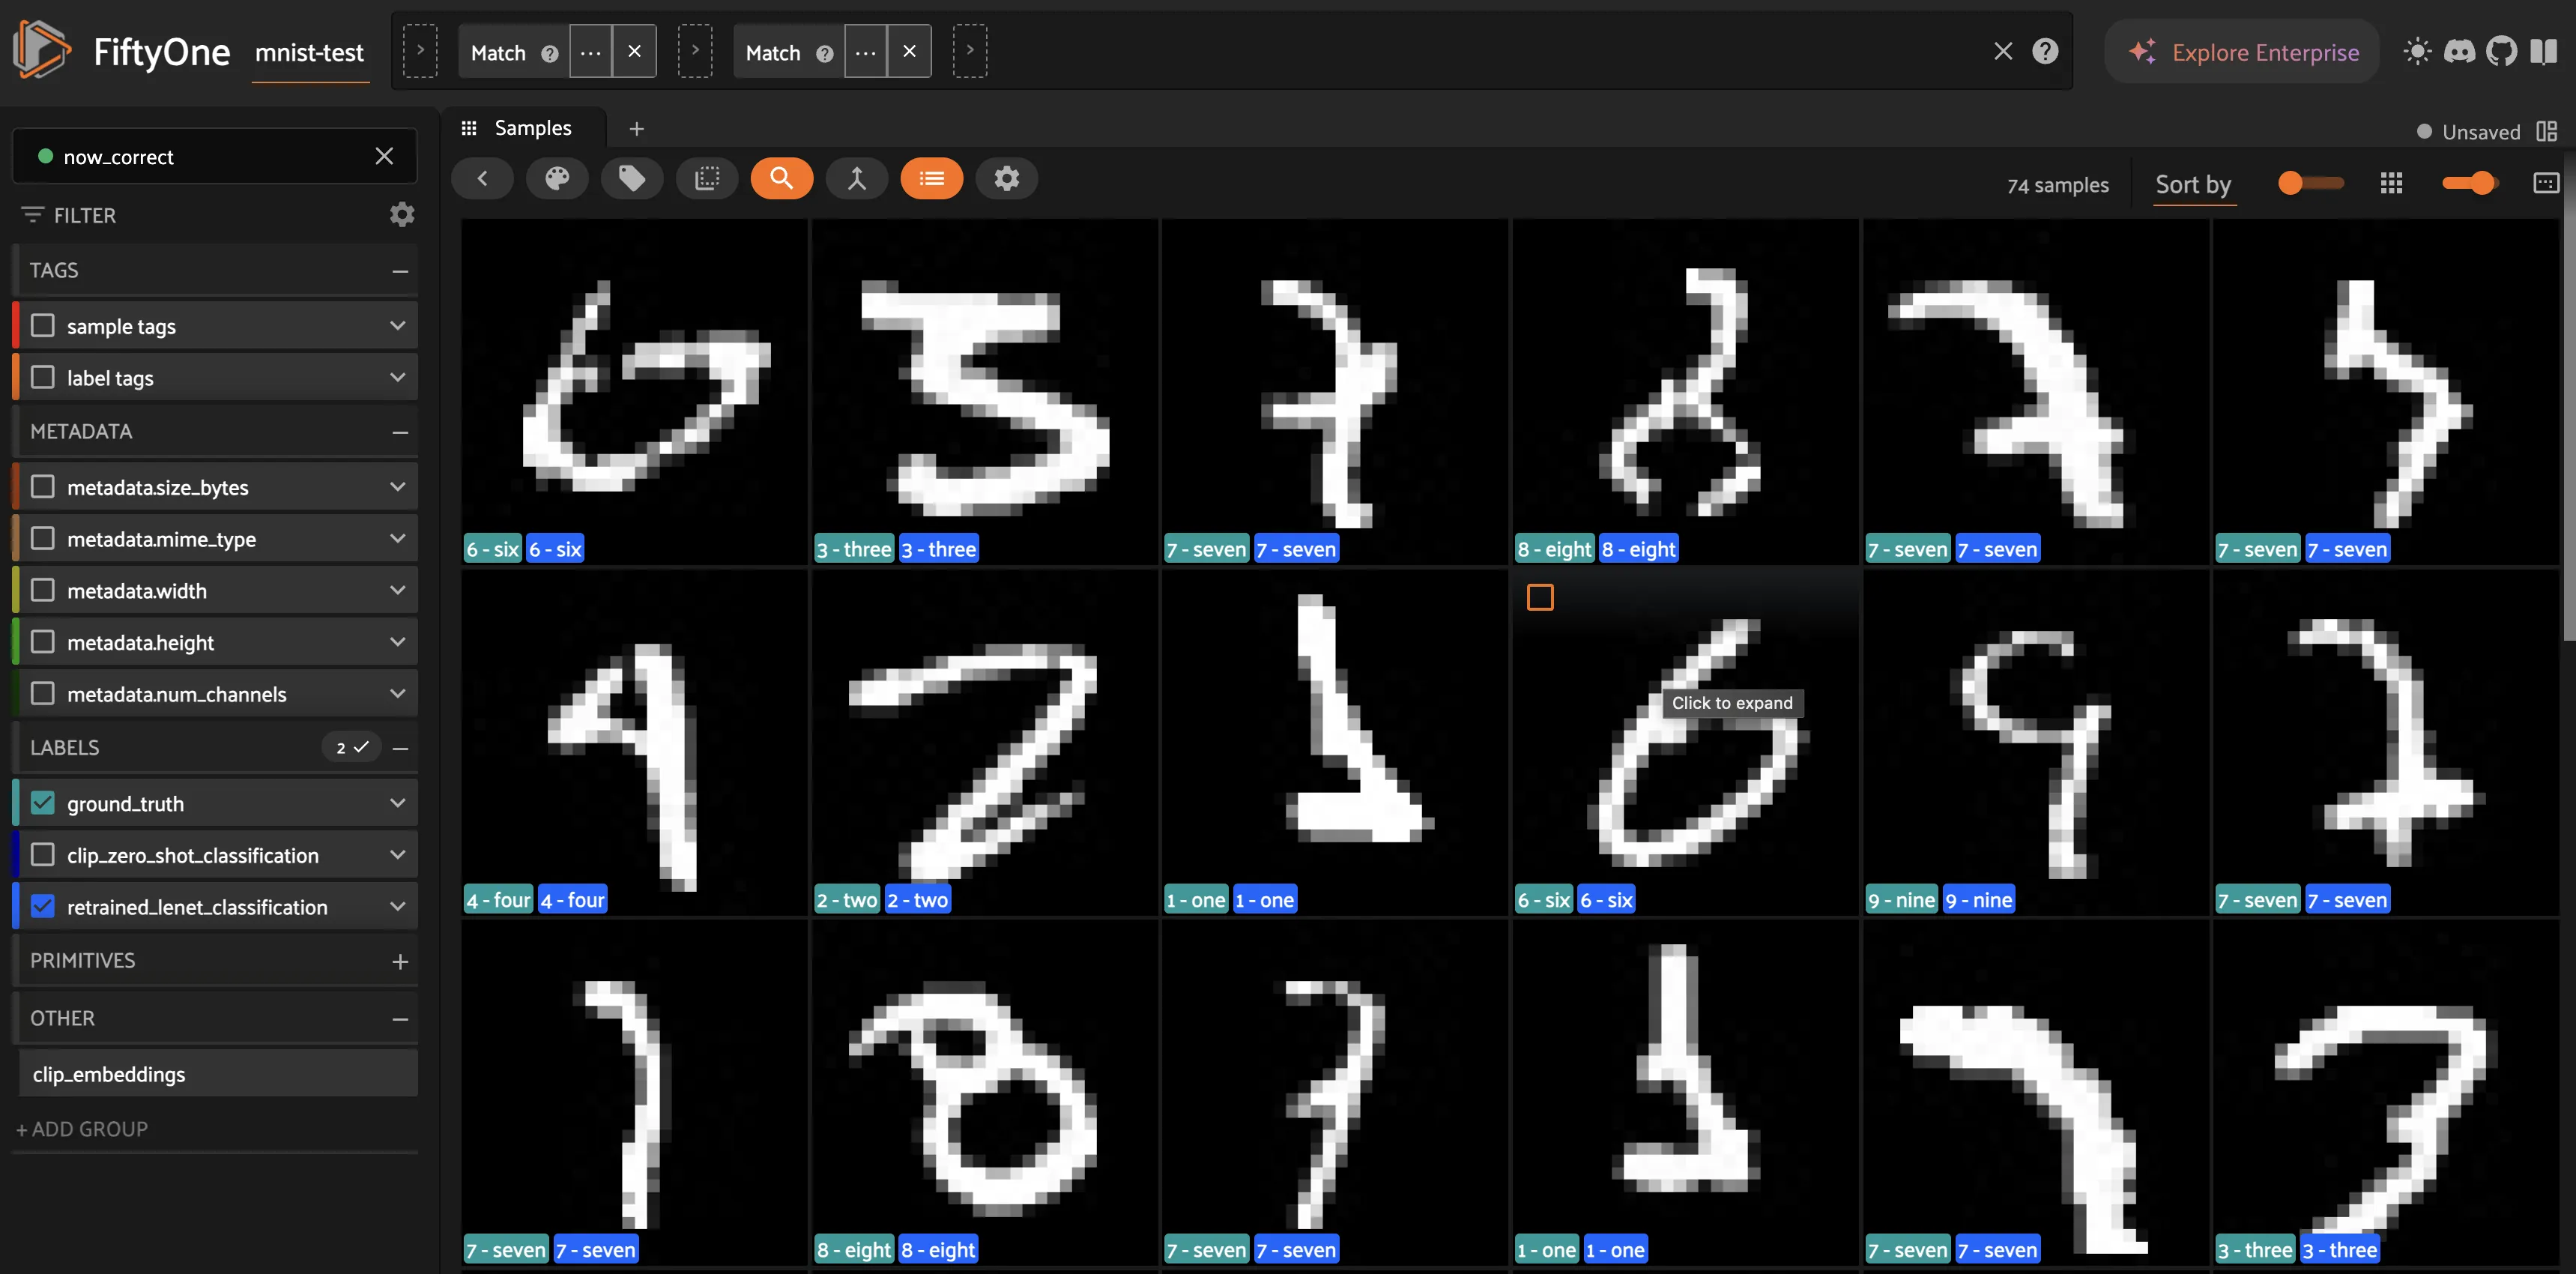 FiftyOne mnist-test > Match ? ... × > Match ? ... × > × ? Explore Enterprise
now_correct ×
FILTER
TAGS
sample tags
label tags
METADATA
metadata.size_bytes
metadata.mime_type
metadata.width
metadata.height
metadata.num_channels
LABELS 2
ground_truth
clip_zero_shot_classification
retrained_lenet_classification
PRIMITIVES +
OTHER
clip_embeddings
+ ADD GROUP
Samples +
Unsaved
74 samples Sort by
6 - six 6 - six
3 - three 3 - three
7 - seven 7 - seven
8 - eight 8 - eight
7 - seven 7 - seven
7 - seven 7 - seven
Click to expand
4 - four 4 - four
2 - two 2 - two
1 - one 1 - one
6 - six 6 - six
9 - nine 9 - nine
7 - seven 7 - seven
7 - seven 7 - seven
8 - eight 8 - eight
7 - seven 7 - seven
1 - one 1 - one
7 - seven 7 - seven
3 - three 3 - three